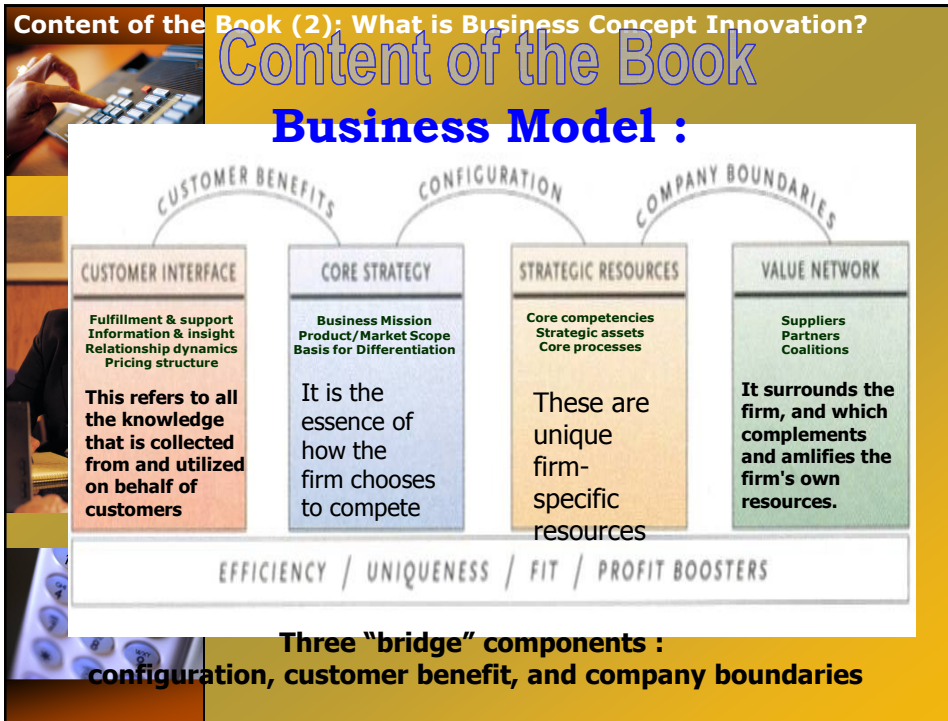 Content of the Book (2): What is Business Concept Innovation?
Content of the Book
Business Model :
CUSTOMER BENEFITS
CONFIGURATION
COMPANY BOUNDARIES
CUSTOMER INTERFACE
Fulfillment & support
Information & insight
Relationship dynamics
Pricing structure
This refers to all
the knowledge
that is collected
from and utilized
on behalf of
customers
CORE STRATEGY
Business Mission
Product/Market Scope
Basis for Differentiation
It is the
essence of
how the
firm chooses
to compete
STRATEGIC RESOURCES
Core competencies
Strategic assets
Core processes
These are
unique
firm-
specific
resources
VALUE NETWORK
Suppliers
Partners
Coalitions
It surrounds the
firm, and which
complements
and amlifies the
firm's own
resources.
EFFICIENCY / UNIQUENESS / FIT / PROFIT BOOSTERS
Three “bridge” components :
configuration, customer benefit, and company boundaries